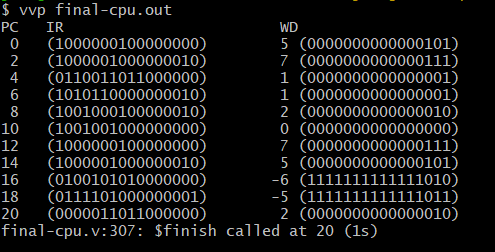 $ vvp final-cpu.out
PC IR WD
0 (1000000100000000) 5 (0000000000000101)
2 (1000001000000010) 7 (0000000000000111)
4 (0110011011000000) 1 (0000000000000001)
6 (1010110000000010) 1 (0000000000000001)
8 (1001000100000010) 2 (0000000000000010)
10 (1001001000000000) 0 (0000000000000000)
12 (1000000100000000) 7 (0000000000000111)
14 (1000001000000010) 5 (0000000000000101)
16 (0100101010000000) -6 (1111111111111010)
18 (0111101000000001) -5 (1111111111111011)
20 (0000011011000000) 2 (0000000000000010)
final-cpu.v:307: $finish called at 20 (1s)